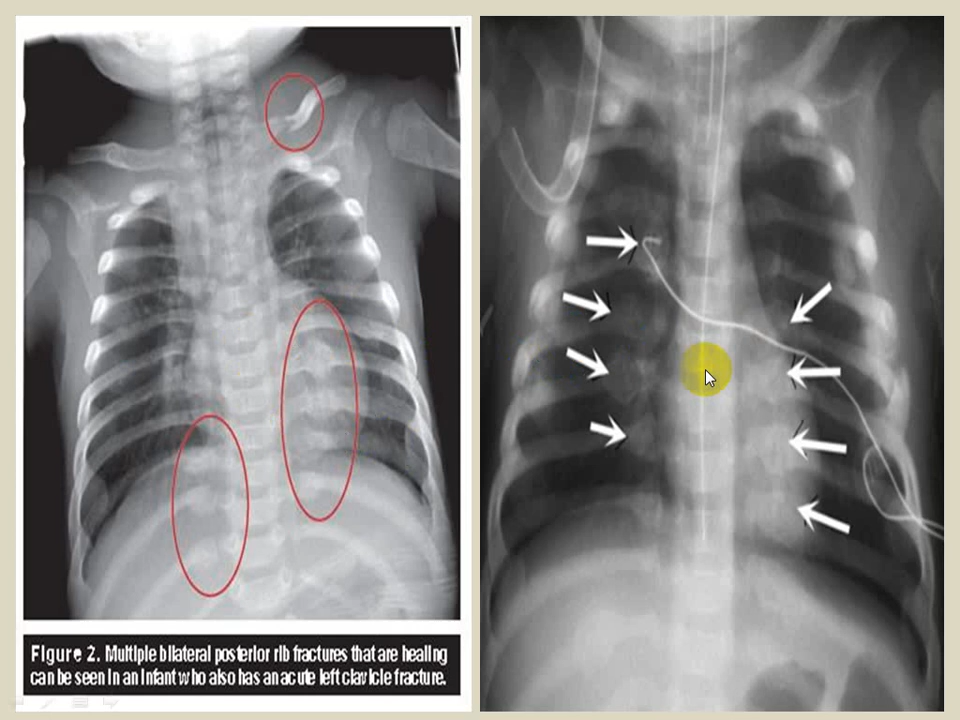 Figure 2. Multiple bilateral posterior rib fractures that are healing
can be seen in an infant who also has an acute left clavicle fracture.